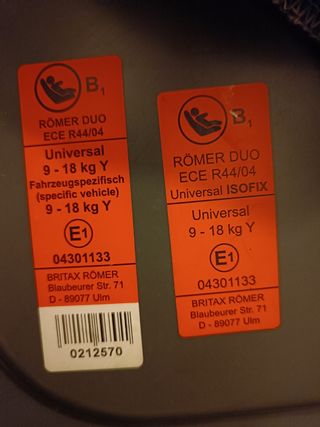 B1
RÖMER DUO
ECE R44/04
Universal
9 - 18 kg Y
Fahrzeugspezifisch
(specific vehicle)
9 - 18 kg Y
E1
04301133
BRITAX RÖMER
Blaubeurer Str. 71
D - 89077 Ulm
0212570
B1
RÖMER DUO
ECE R44/04
Universal ISOFIX
Universal
9 - 18 kg Y
E1
04301133
BRITAX RÖMER
Blaubeurer Str. 71
D - 89077 Ulm